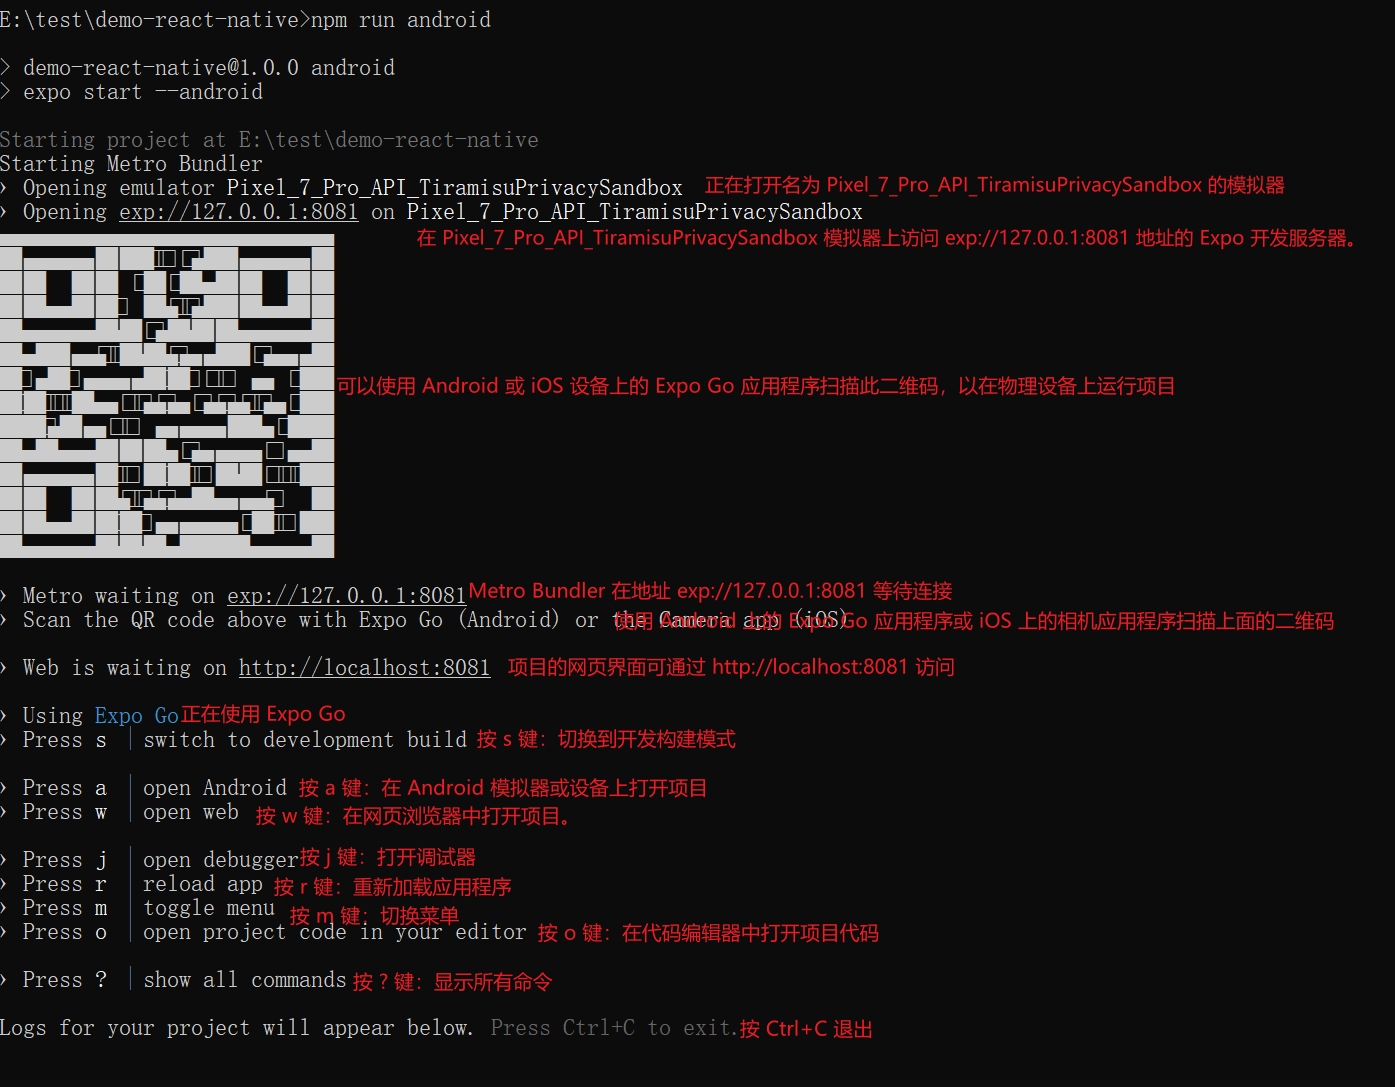 E:\test\demo-react-native>npm run android
> demo-react-native@1.0.0 android
> expo start --android
Starting project at E:\test\demo-react-native
Starting Metro Bundler
› Opening emulator Pixel_7_Pro_API_TiramisuPrivacySandbox 正在打开名为 Pixel_7_Pro_API_TiramisuPrivacySandbox 的模拟器
› Opening exp://127.0.0.1:8081 on Pixel_7_Pro_API_TiramisuPrivacySandbox
在 Pixel_7_Pro_API_TiramisuPrivacySandbox 模拟器上访问 exp://127.0.0.1:8081 地址的 Expo 开发服务器。
可以使用 Android 或 iOS 设备上的 Expo Go 应用程序扫描此二维码，以在物理设备上运行项目
› Metro waiting on exp://127.0.0.1:8081 Metro Bundler 在地址 exp://127.0.0.1:8081 等待连接
› Scan the QR code above with Expo Go (Android) or the Camera app (iOS) 使用 Android 上的 Expo Go 应用程序或 iOS 上的相机应用程序扫描上面的二维码
› Web is waiting on http://localhost:8081 项目的网页界面可通过 http://localhost:8081 访问
› Using Expo Go 正在使用 Expo Go
› Press s │ switch to development build 按 s 键：切换到开发构建模式
› Press a │ open Android 按 a 键：在 Android 模拟器或设备上打开项目
› Press w │ open web 按 w 键：在网页浏览器中打开项目。
› Press j │ open debugger 按 j 键：打开调试器
› Press r │ reload app 按 r 键：重新加载应用程序
› Press m │ toggle menu 按 m 键：切换菜单
› Press o │ open project code in your editor 按 o 键：在代码编辑器中打开项目代码
› Press ? │ show all commands 按 ? 键：显示所有命令
Logs for your project will appear below. Press Ctrl+C to exit. 按 Ctrl+C 退出